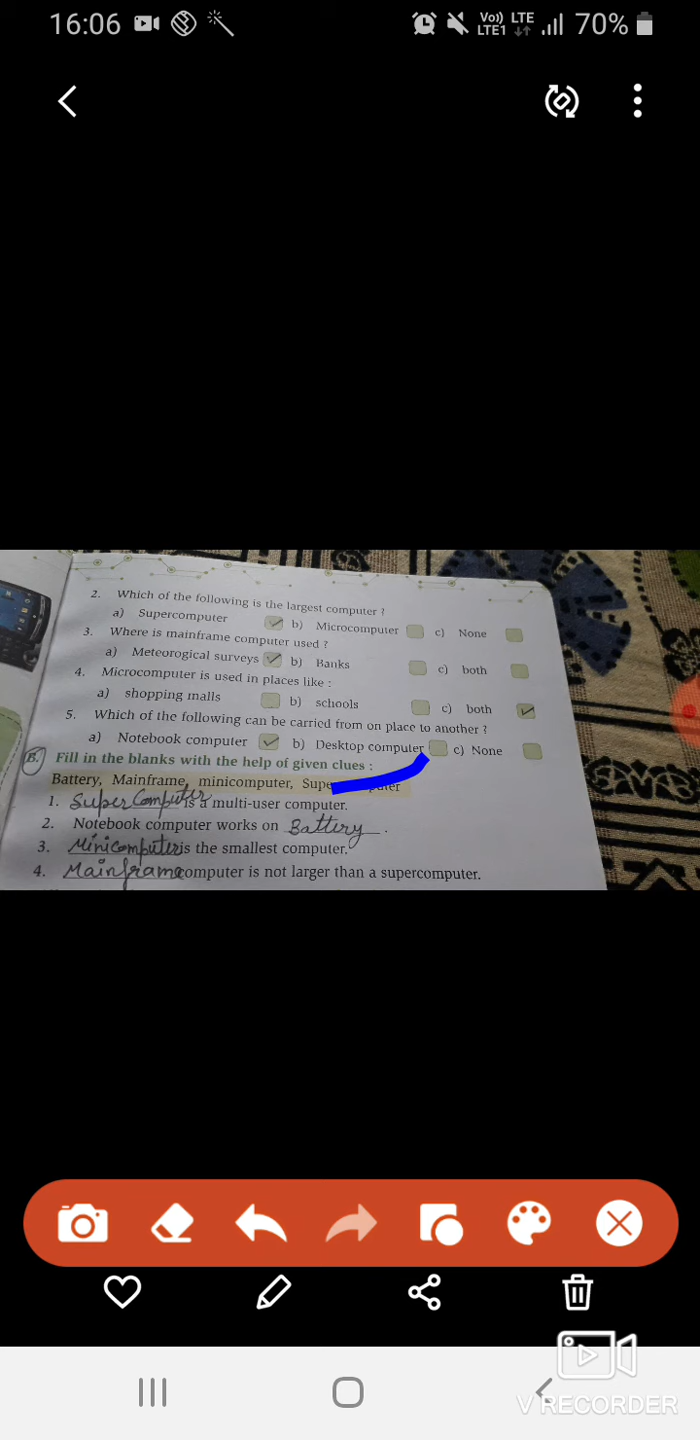 16:06 Vo)) LTE LTE1 70%
2. Which of the following is the largest computer ?
a) Supercomputer b) Microcomputer c) None
3. Where is mainframe computer used ?
a) Meteorogical surveys b) Banks c) both
4. Microcomputer is used in places like :
a) shopping malls b) schools c) both
5. Which of the following can be carried from on place to another ?
a) Notebook computer b) Desktop computer c) None
B. Fill in the blanks with the help of given clues :
Battery, Mainframe, minicomputer,
1. Super Computer is a multi-user computer.
2. Notebook computer works on Battery.
3. Minicomputer is the smallest computer.
4. Mainframe computer is not larger than a supercomputer.
V RECORDER